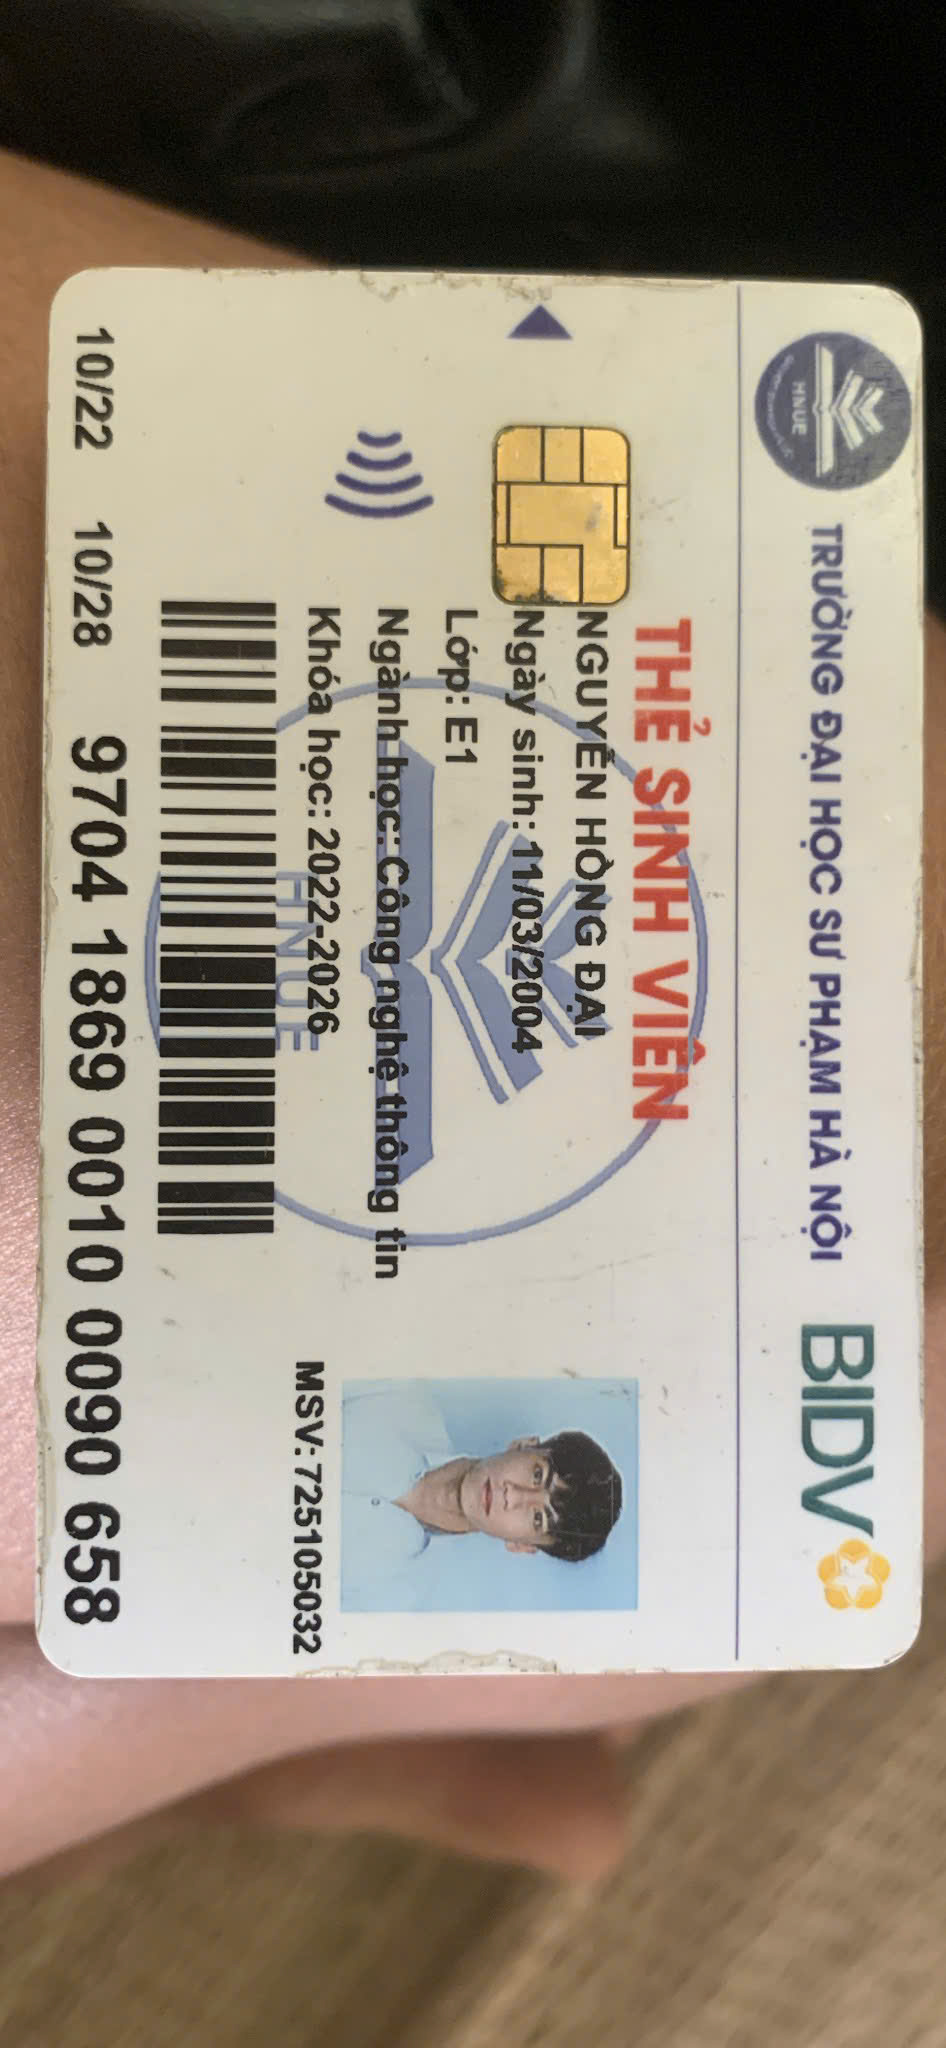 TRƯỜNG ĐẠI HỌC SƯ PHẠM HÀ NỘI
BIDV
HNUE
THẺ SINH VIÊN
NGUYỄN HỒNG ĐẠI
Ngày sinh: 11/03/2004
Lớp: E1
Ngành học: Công nghệ thông tin
Khóa học: 2022-2026
MSV: 725105032
HNUE
10/22 10/28 9704 1869 0010 0090 658